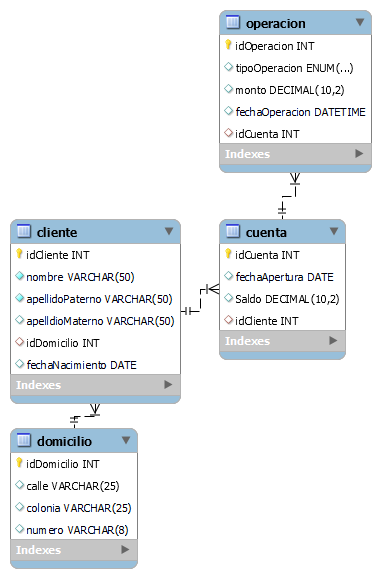 operacion
idOperacion INT
tipoOperacion ENUM(...)
monto DECIMAL(10,2)
fechaOperacion DATETIME
idCuenta INT
Indexes
cliente
idCliente INT
nombre VARCHAR(50)
apellidoPaterno VARCHAR(50)
apelldioMaterno VARCHAR(50)
idDomicilio INT
fechaNacimiento DATE
Indexes
cuenta
idCuenta INT
fechaApertura DATE
Saldo DECIMAL(10,2)
idCliente INT
Indexes
domicilio
idDomicilio INT
calle VARCHAR(25)
colonia VARCHAR(25)
numero VARCHAR(8)
Indexes